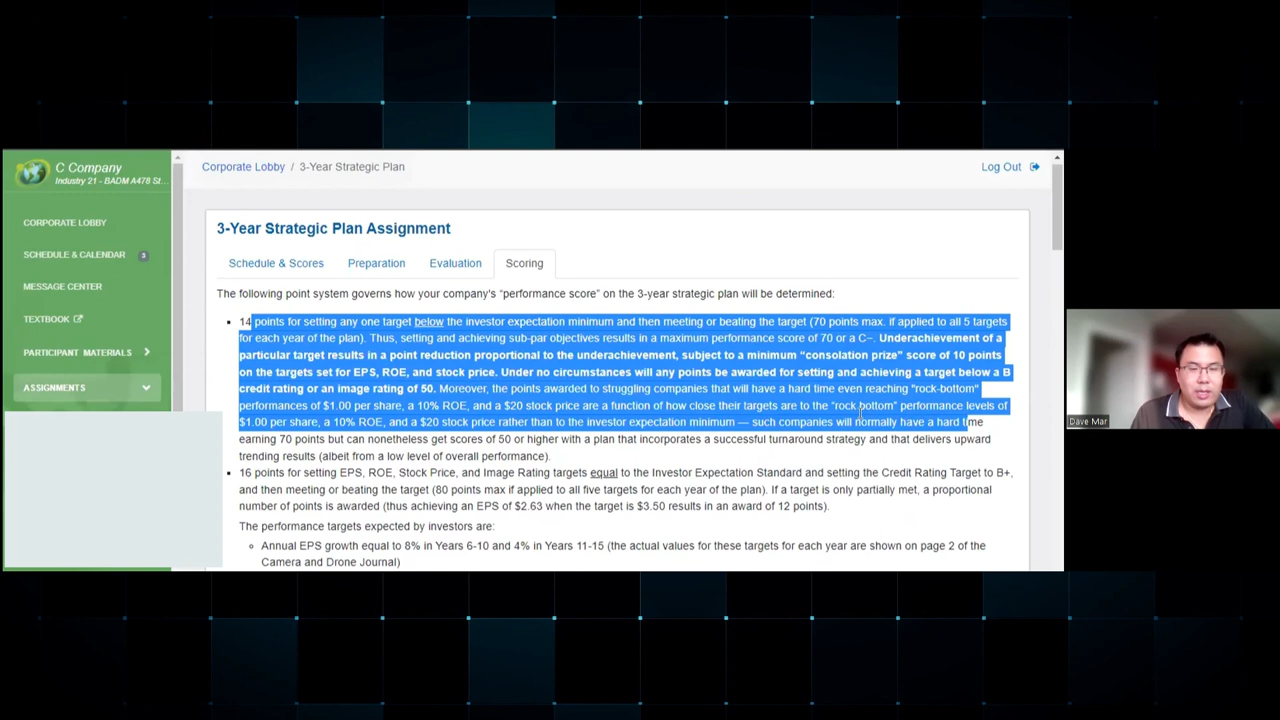 C Company
Industry 21 - BADM A478 St...
CORPORATE LOBBY
SCHEDULE & CALENDAR 3
MESSAGE CENTER
TEXTBOOK
PARTICIPANT MATERIALS
ASSIGNMENTS
Corporate Lobby / 3-Year Strategic Plan
Log Out
3-Year Strategic Plan Assignment
Schedule & Scores Preparation Evaluation Scoring
The following point system governs how your company's "performance score" on the 3-year strategic plan will be determined:
14 points for setting any one target below the investor expectation minimum and then meeting or beating the target (70 points max. if applied to all 5 targets
for each year of the plan). Thus, setting and achieving sub-par objectives results in a maximum performance score of 70 or a C−. Underachievement of a
particular target results in a point reduction proportional to the underachievement, subject to a minimum “consolation prize” score of 10 points
on the targets set for EPS, ROE, and stock price. Under no circumstances will any points be awarded for setting and achieving a target below a B
credit rating or an image rating of 50. Moreover, the points awarded to struggling companies that will have a hard time even reaching "rock-bottom"
performances of $1.00 per share, a 10% ROE, and a $20 stock price are a function of how close their targets are to the "rock bottom" performance levels of
$1.00 per share, a 10% ROE, and a $20 stock price rather than to the investor expectation minimum — such companies will normally have a hard time
earning 70 points but can nonetheless get scores of 50 or higher with a plan that incorporates a successful turnaround strategy and that delivers upward
trending results (albeit from a low level of overall performance).
16 points for setting EPS, ROE, Stock Price, and Image Rating targets equal to the Investor Expectation Standard and setting the Credit Rating Target to B+,
and then meeting or beating the target (80 points max if applied to all five targets for each year of the plan). If a target is only partially met, a proportional
number of points is awarded (thus achieving an EPS of $2.63 when the target is $3.50 results in an award of 12 points).
The performance targets expected by investors are:
Annual EPS growth equal to 8% in Years 6-10 and 4% in Years 11-15 (the actual values for these targets for each year are shown on page 2 of the
Camera and Drone Journal)
Dave Mar